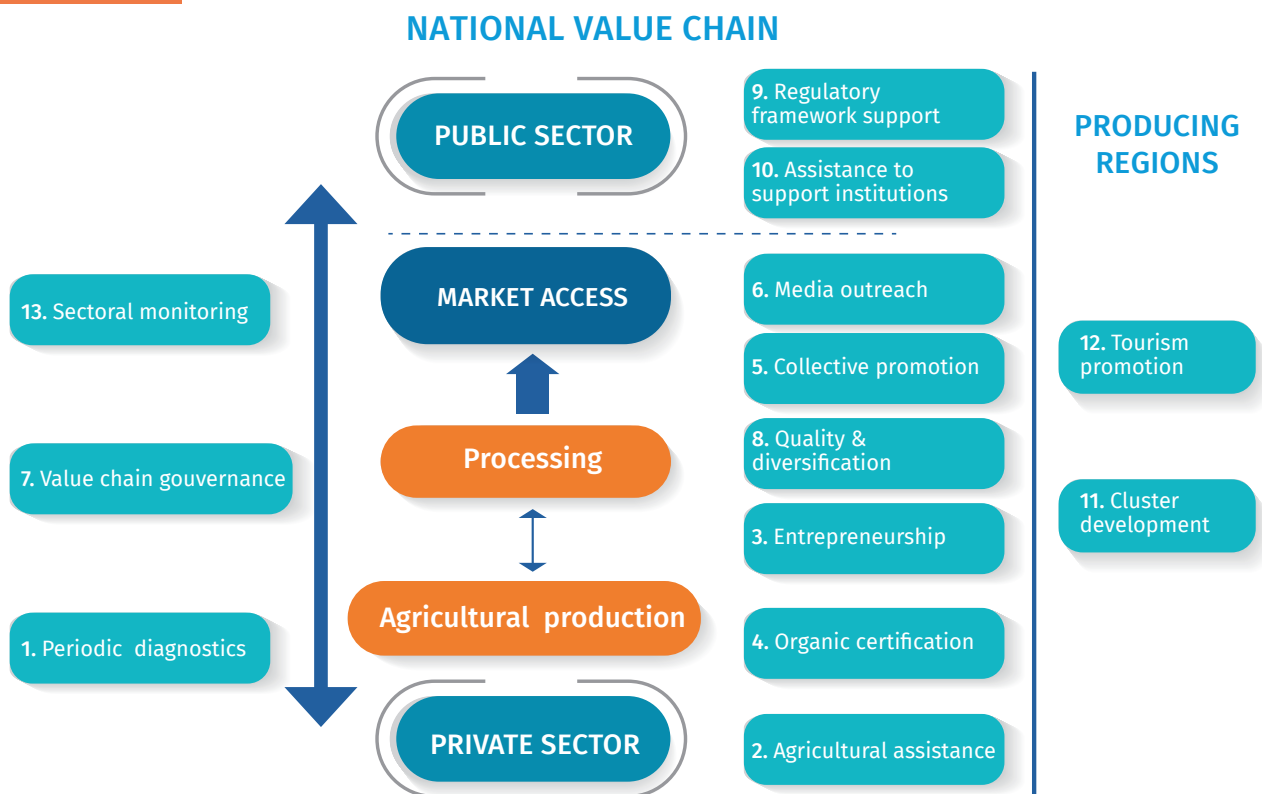 NATIONAL VALUE CHAIN
PUBLIC SECTOR
9. Regulatory
framework support
10. Assistance to
support institutions
PRODUCING
REGIONS
13. Sectoral monitoring
7. Value chain gouvernance
1. Periodic diagnostics
MARKET ACCESS
Processing
Agricultural production
PRIVATE SECTOR
6. Media outreach
5. Collective promotion
8. Quality &
diversification
3. Entrepreneurship
4. Organic certification
2. Agricultural assistance
12. Tourism
promotion
11. Cluster
development